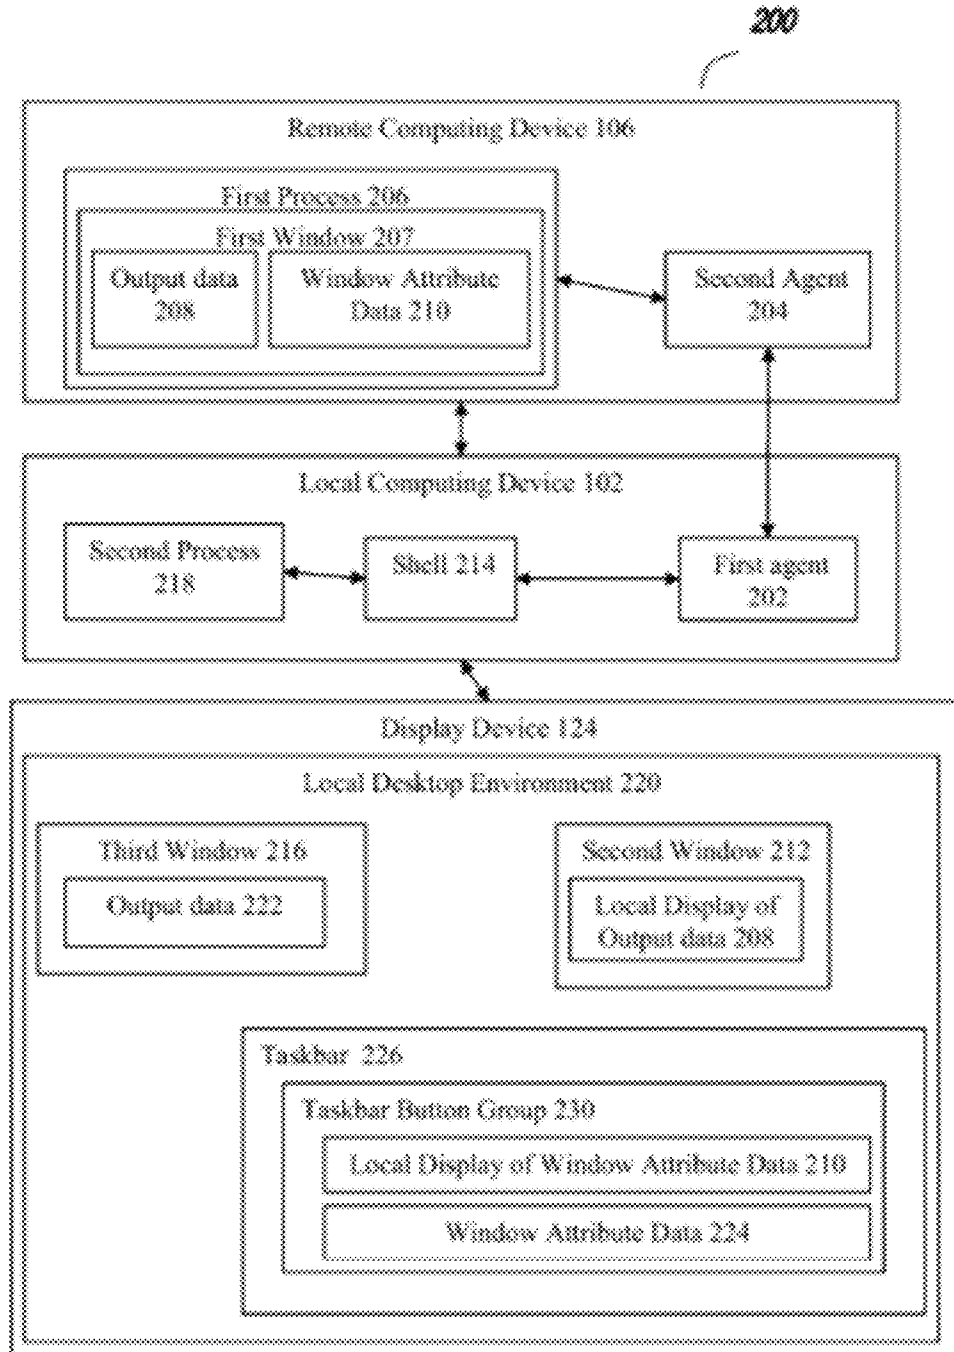 200
Remote Computing Device 106
First Process 206
First Window 207
Output data
208
Window Attribute
Data 210
Second Agent
204
Local Computing Device 102
Second Process
218
Shell 214
First agent
202
Display Device 124
Local Desktop Environment 220
Third Window 216
Output data 222
Second Window 212
Local Display of
Output data 208
Taskbar 226
Taskbar Button Group 230
Local Display of Window Attribute Data 210
Window Attribute Data 224